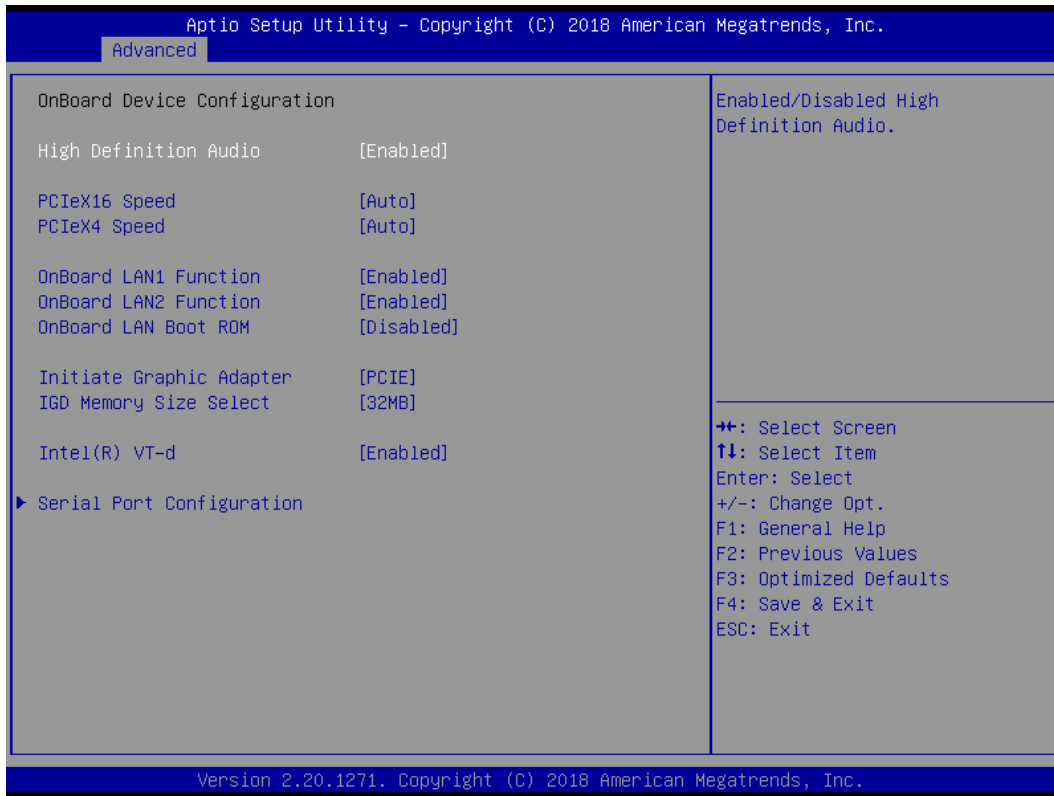 Aptio Setup Utility – Copyright (C) 2018 American Megatrends, Inc.
Advanced
OnBoard Device Configuration
High Definition Audio [Enabled]
PCIeX16 Speed [Auto]
PCIeX4 Speed [Auto]
OnBoard LAN1 Function [Enabled]
OnBoard LAN2 Function [Enabled]
OnBoard LAN Boot ROM [Disabled]
Initiate Graphic Adapter [PCIE]
IGD Memory Size Select [32MB]
Intel(R) VT-d [Enabled]
▶ Serial Port Configuration
Enabled/Disabled High
Definition Audio.
→←: Select Screen
↑↓: Select Item
Enter: Select
+/-: Change Opt.
F1: General Help
F2: Previous Values
F3: Optimized Defaults
F4: Save & Exit
ESC: Exit
Version 2.20.1271. Copyright (C) 2018 American Megatrends, Inc.